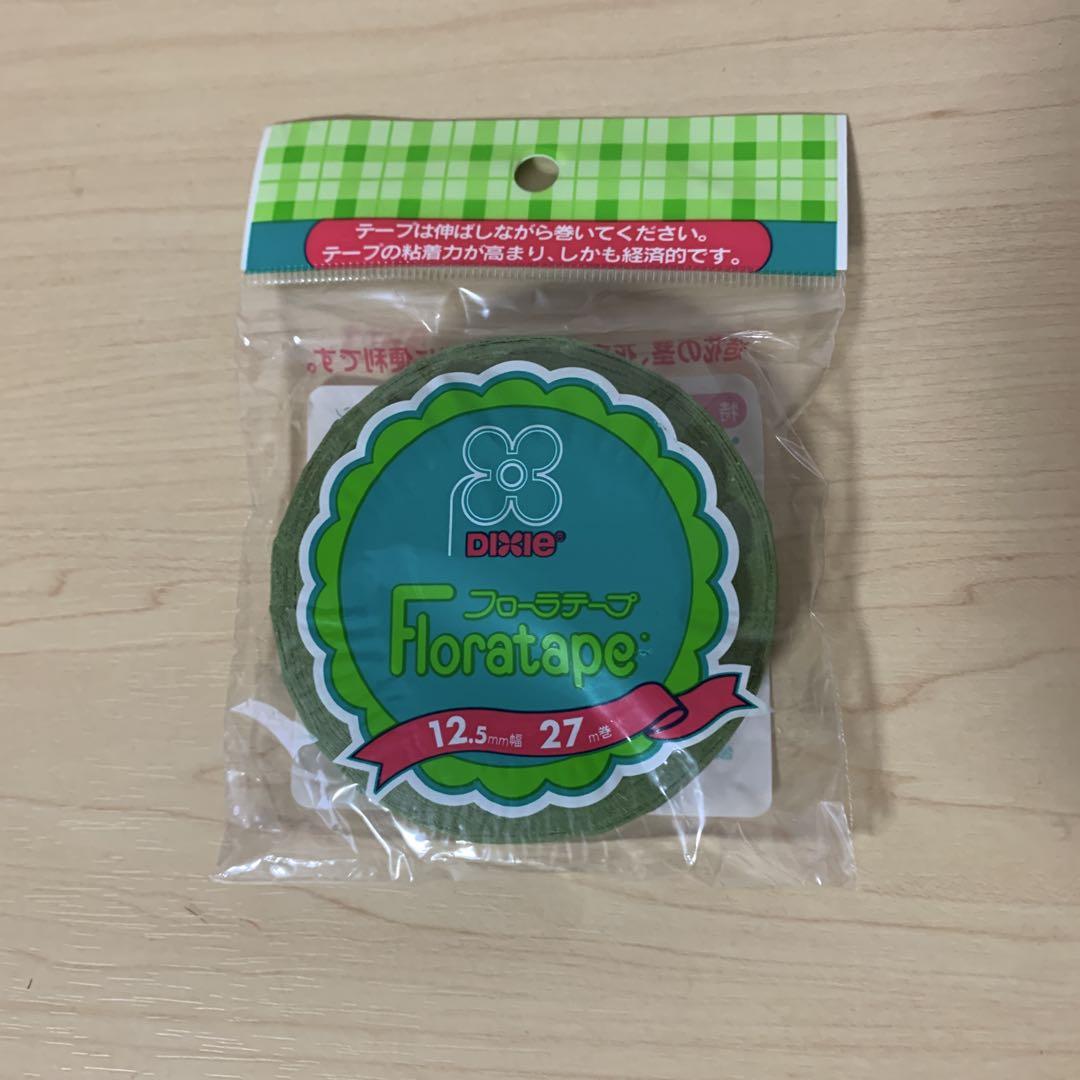 テープは伸ばしながら巻いてください。
テープの粘着力が高まり、しかも経済的です。
DIXIE®
フローラテープ
Floratape
12.5mm幅 27m巻